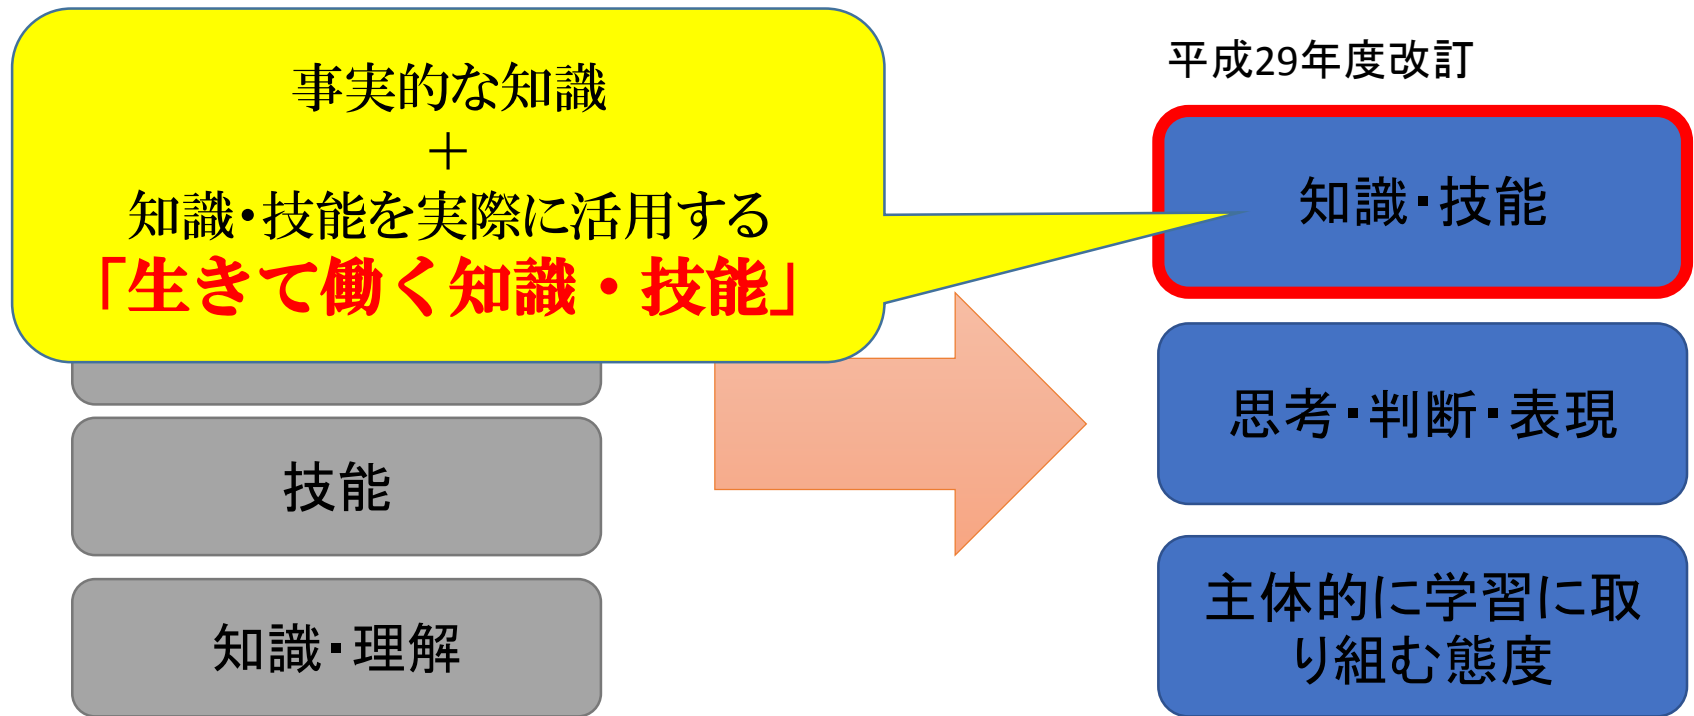 事実的な知識
＋
知識・技能を実際に活用する
「生きて働く知識・技能」
技能
知識・理解
平成29年度改訂
知識・技能
思考・判断・表現
主体的に学習に取
り組む態度